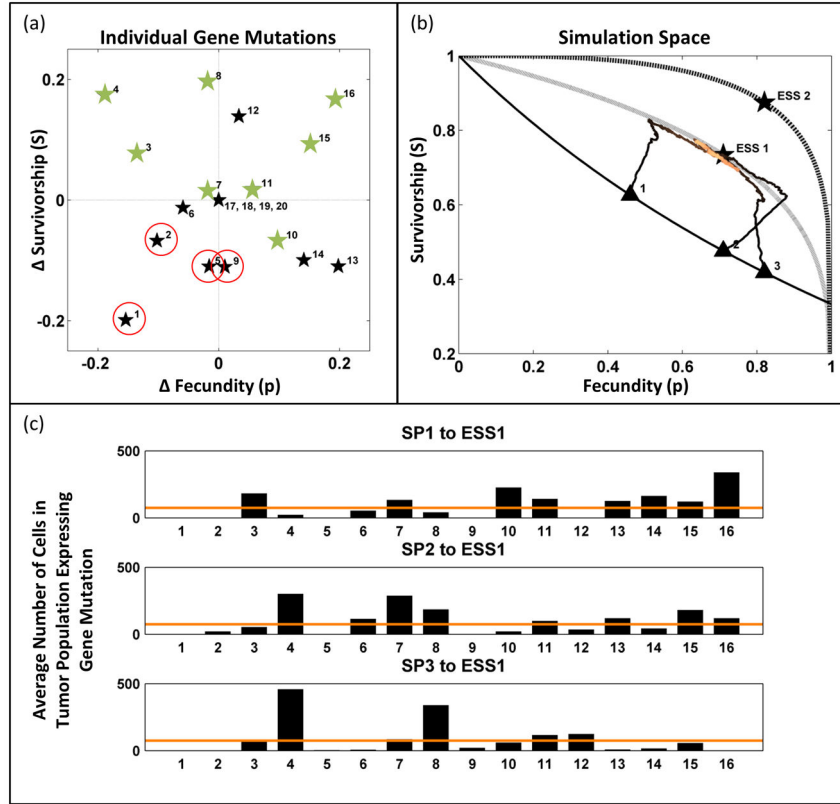 (a)
Individual Gene Mutations
Δ Survivorship (S)
0.2
0
-0.2
-0.2
0
0.2
Δ Fecundity (p)
4
8
16
12
15
3
7
11
17, 18, 19, 20
6
2
10
5
9
14
13
1
(b)
Simulation Space
Survivorship (S)
1
0.8
0.6
0.4
0.2
0
0.2
0.4
0.6
0.8
1
Fecundity (p)
ESS 2
ESS 1
1
2
3
(c)
Average Number of Cells in
Tumor Population Expressing
Gene Mutation
SP1 to ESS1
500
0
1 2 3 4 5 6 7 8 9 10 11 12 13 14 15 16
SP2 to ESS1
500
0
1 2 3 4 5 6 7 8 9 10 11 12 13 14 15 16
SP3 to ESS1
500
0
1 2 3 4 5 6 7 8 9 10 11 12 13 14 15 16